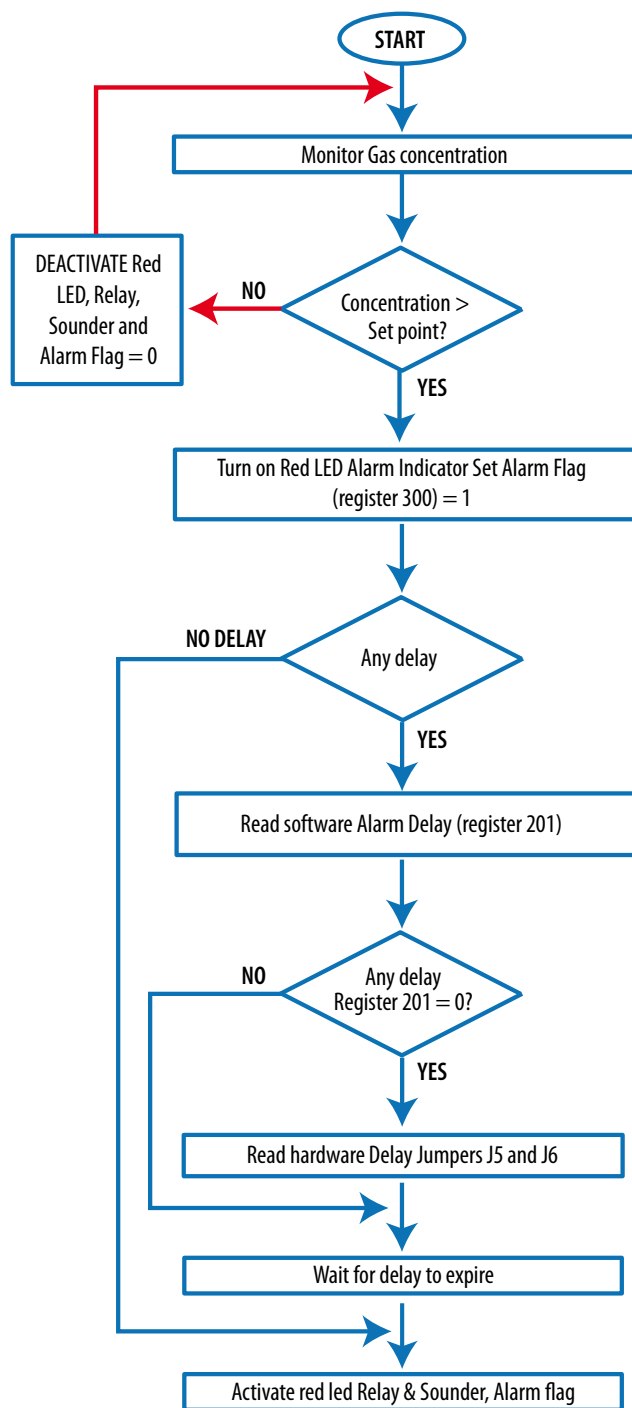 START
Monitor Gas concentration
DEACTIVATE Red
LED, Relay,
Sounder and
Alarm Flag = 0
NO
Concentration >
Set point?
YES
Turn on Red LED Alarm Indicator Set Alarm Flag
(register 300) = 1
NO DELAY
Any delay
YES
Read software Alarm Delay (register 201)
NO
Any delay
Register 201 = 0?
YES
Read hardware Delay Jumpers J5 and J6
Wait for delay to expire
Activate red led Relay & Sounder, Alarm flag